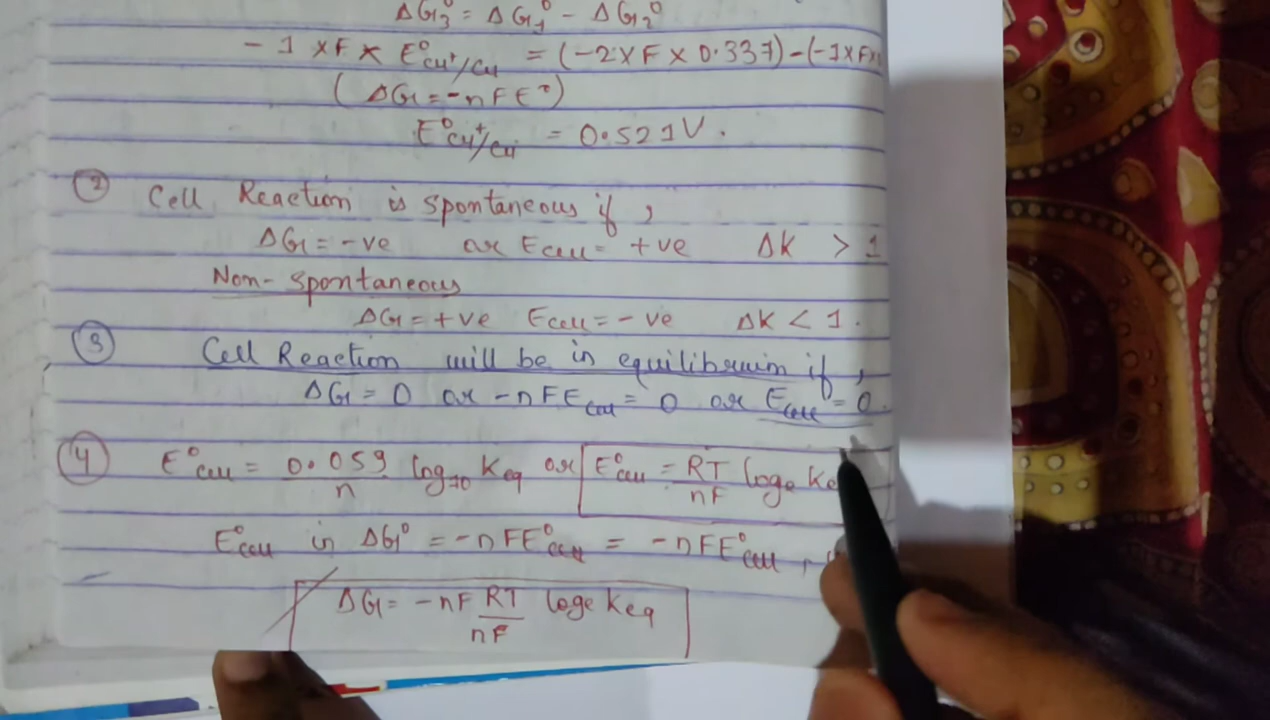 ΔG₃° = ΔG₁° - ΔG₂°
- 1 × F × E°Cu⁺/Cu = (-2 × F × 0.337) - (-1 × F ×
( ΔG = -nFE° )
E°Cu⁺/Cu = 0.521V.
② Cell Reaction is spontaneous if,
ΔG = -ve or Ecell = +ve ΔK > 1
Non-spontaneous
ΔG = +ve Ecell = -ve ΔK < 1.
③ Cell Reaction will be in equilibrium if,
ΔG = 0 or -nFEcell = 0 or Ecell = 0.
④ E°cell = 0.059/n log₁₀ Keq or E°cell = RT/nF logₑ Ke
E°cell in ΔG° = -nFE°cell = -nFE°cell,
ΔG = -nF RT/nF loge Keq